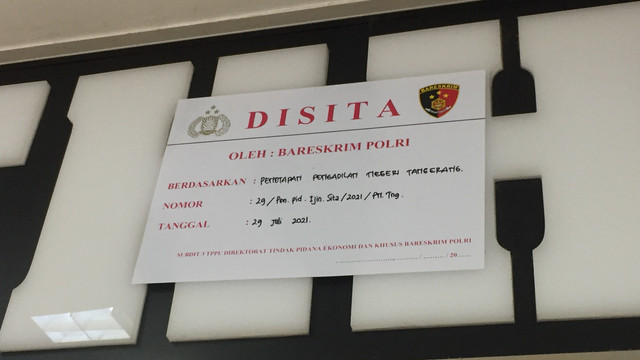 DISITA
BARESKRIM
OLEH : BARESKRIM POLRI
BERDASARKAN : PENETAPAN PENGADILAN NEGERI TANGERANG.
NOMOR : 29/Pen.pid.Ijin.Sita/2021/PN.Tng.
TANGGAL : 29 Juli 2021.
SUBDIT 5 TPPU DIREKTORAT TINDAK PIDANA EKONOMI DAN KHUSUS BARESKRIM POLRI
............................/........./20......